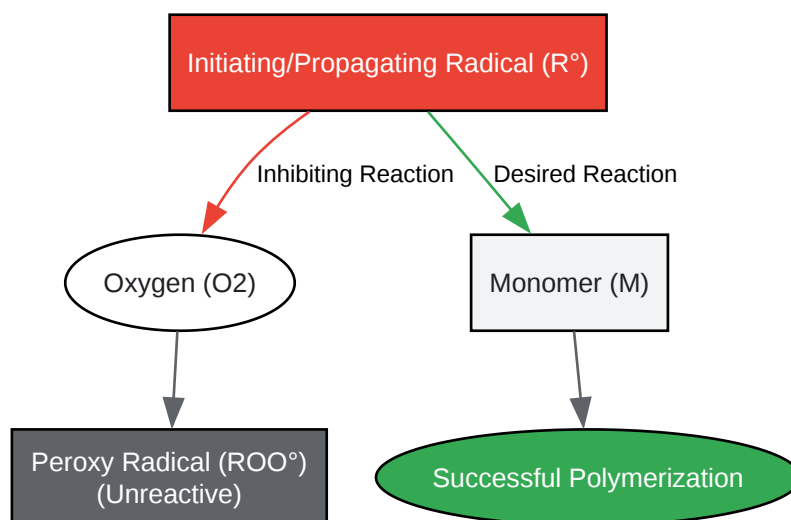 Initiating/Propagating Radical (R°)
Inhibiting Reaction
Desired Reaction
Oxygen (O2)
Monomer (M)
Peroxy Radical (ROO°)
(Unreactive)
Successful Polymerization